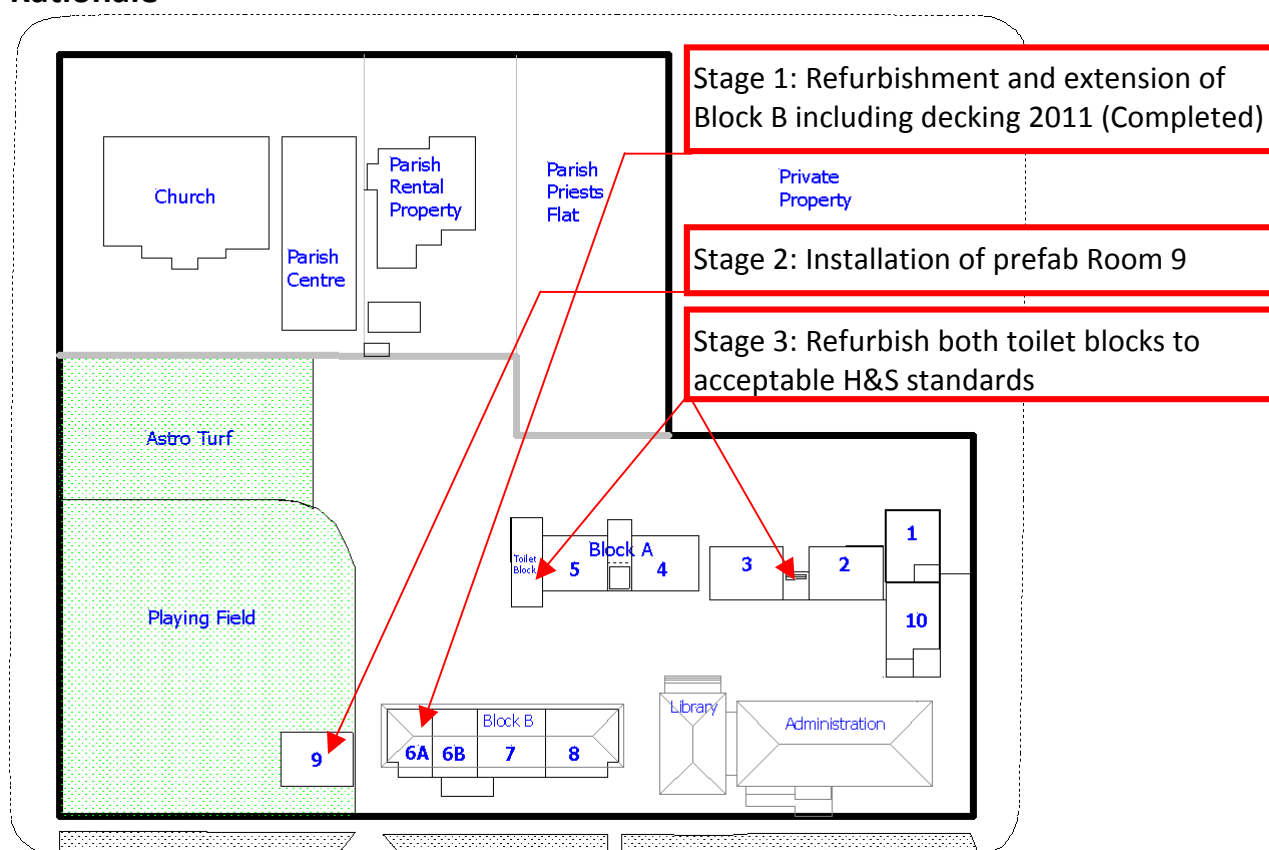 Rationale
Stage 1: Refurbishment and extension of
Block B including decking 2011 (Completed)
Church
Parish
Centre
Parish
Rental
Property
Parish
Priests
Flat
Private
Property
Stage 2: Installation of prefab Room 9
Stage 3: Refurbish both toilet blocks to
acceptable H&S standards
Astro Turf
Playing Field
Toilet
Block
Block A
5
4
3
2
1
10
Block B
6A 6B 7 8
9
Library
Administration